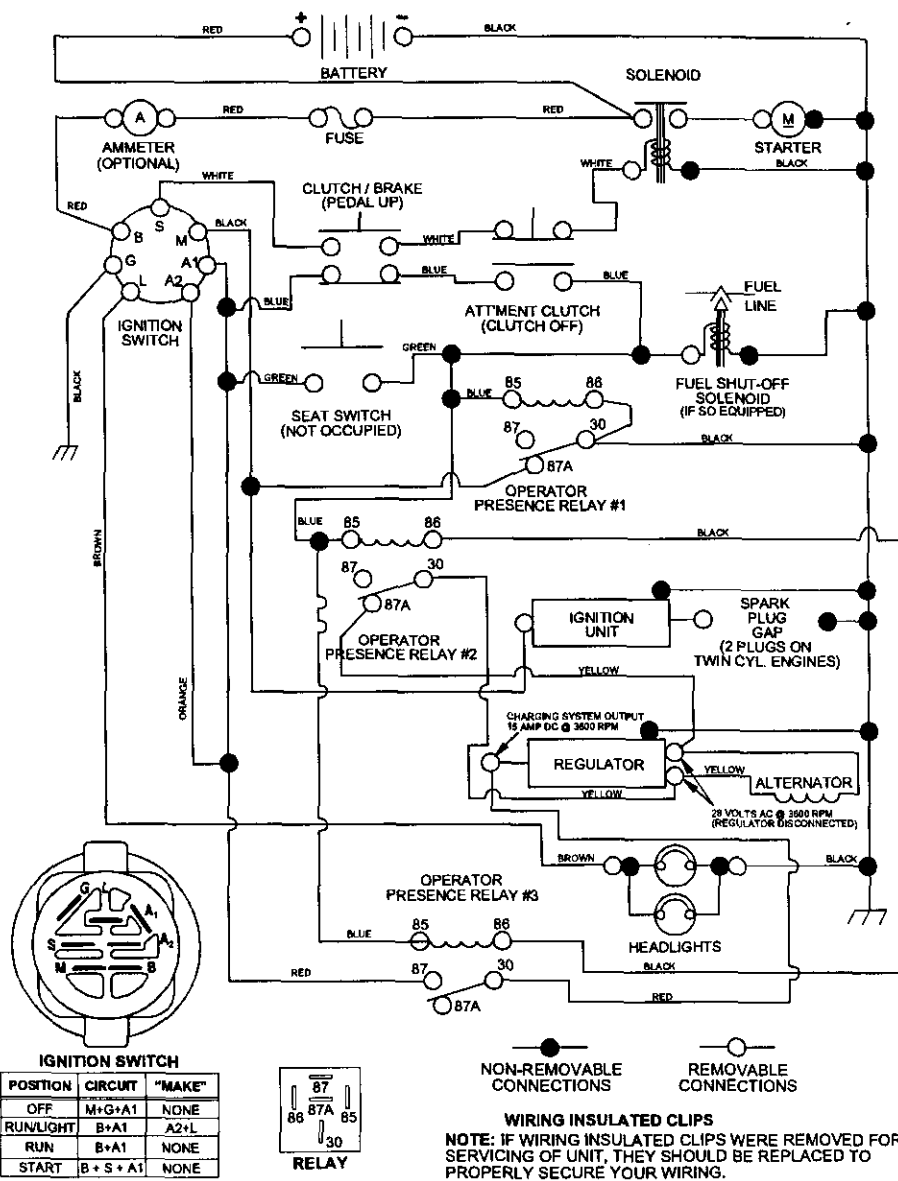 +
-
RED
BLACK
BATTERY
SOLENOID
A
RED
RED
M
AMMETER
(OPTIONAL)
FUSE
STARTER
WHITE
BLACK
WHITE
CLUTCH / BRAKE
(PEDAL UP)
RED
S
B
M
BLACK
WHITE
G
A1
L
A2
BLUE
BLUE
BLUE
IGNITION
SWITCH
ATT'MENT CLUTCH
(CLUTCH OFF)
FUEL
LINE
GREEN
GREEN
BLACK
SEAT SWITCH
(NOT OCCUPIED)
FUEL SHUT-OFF
SOLENOID
(IF SO EQUIPPED)
BLUE
85
86
87
30
BLACK
87A
OPERATOR
PRESENCE RELAY #1
BLUE
85
86
BLACK
BROWN
87
30
87A
OPERATOR
PRESENCE RELAY #2
IGNITION
UNIT
SPARK
PLUG
GAP
(2 PLUGS ON
TWIN CYL. ENGINES)
YELLOW
ORANGE
CHARGING SYSTEM OUTPUT
15 AMP DC @ 3600 RPM
REGULATOR
YELLOW
ALTERNATOR
YELLOW
28 VOLTS AC @ 3600 RPM
(REGULATOR DISCONNECTED)
BROWN
BLACK
HEADLIGHTS
OPERATOR
PRESENCE RELAY #3
BLUE
85
86
BLACK
RED
87
30
87A
RED
G
L
A1
S
A2
M
B
IGNITION SWITCH
POSITION CIRCUIT "MAKE"
OFF M+G+A1 NONE
RUN/LIGHT B+A1 A2+L
RUN B+A1 NONE
START B + S + A1 NONE
87
86 87A 85
30
RELAY
NON-REMOVABLE
CONNECTIONS
REMOVABLE
CONNECTIONS
WIRING INSULATED CLIPS
NOTE: IF WIRING INSULATED CLIPS WERE REMOVED FOR
SERVICING OF UNIT, THEY SHOULD BE REPLACED TO
PROPERLY SECURE YOUR WIRING.